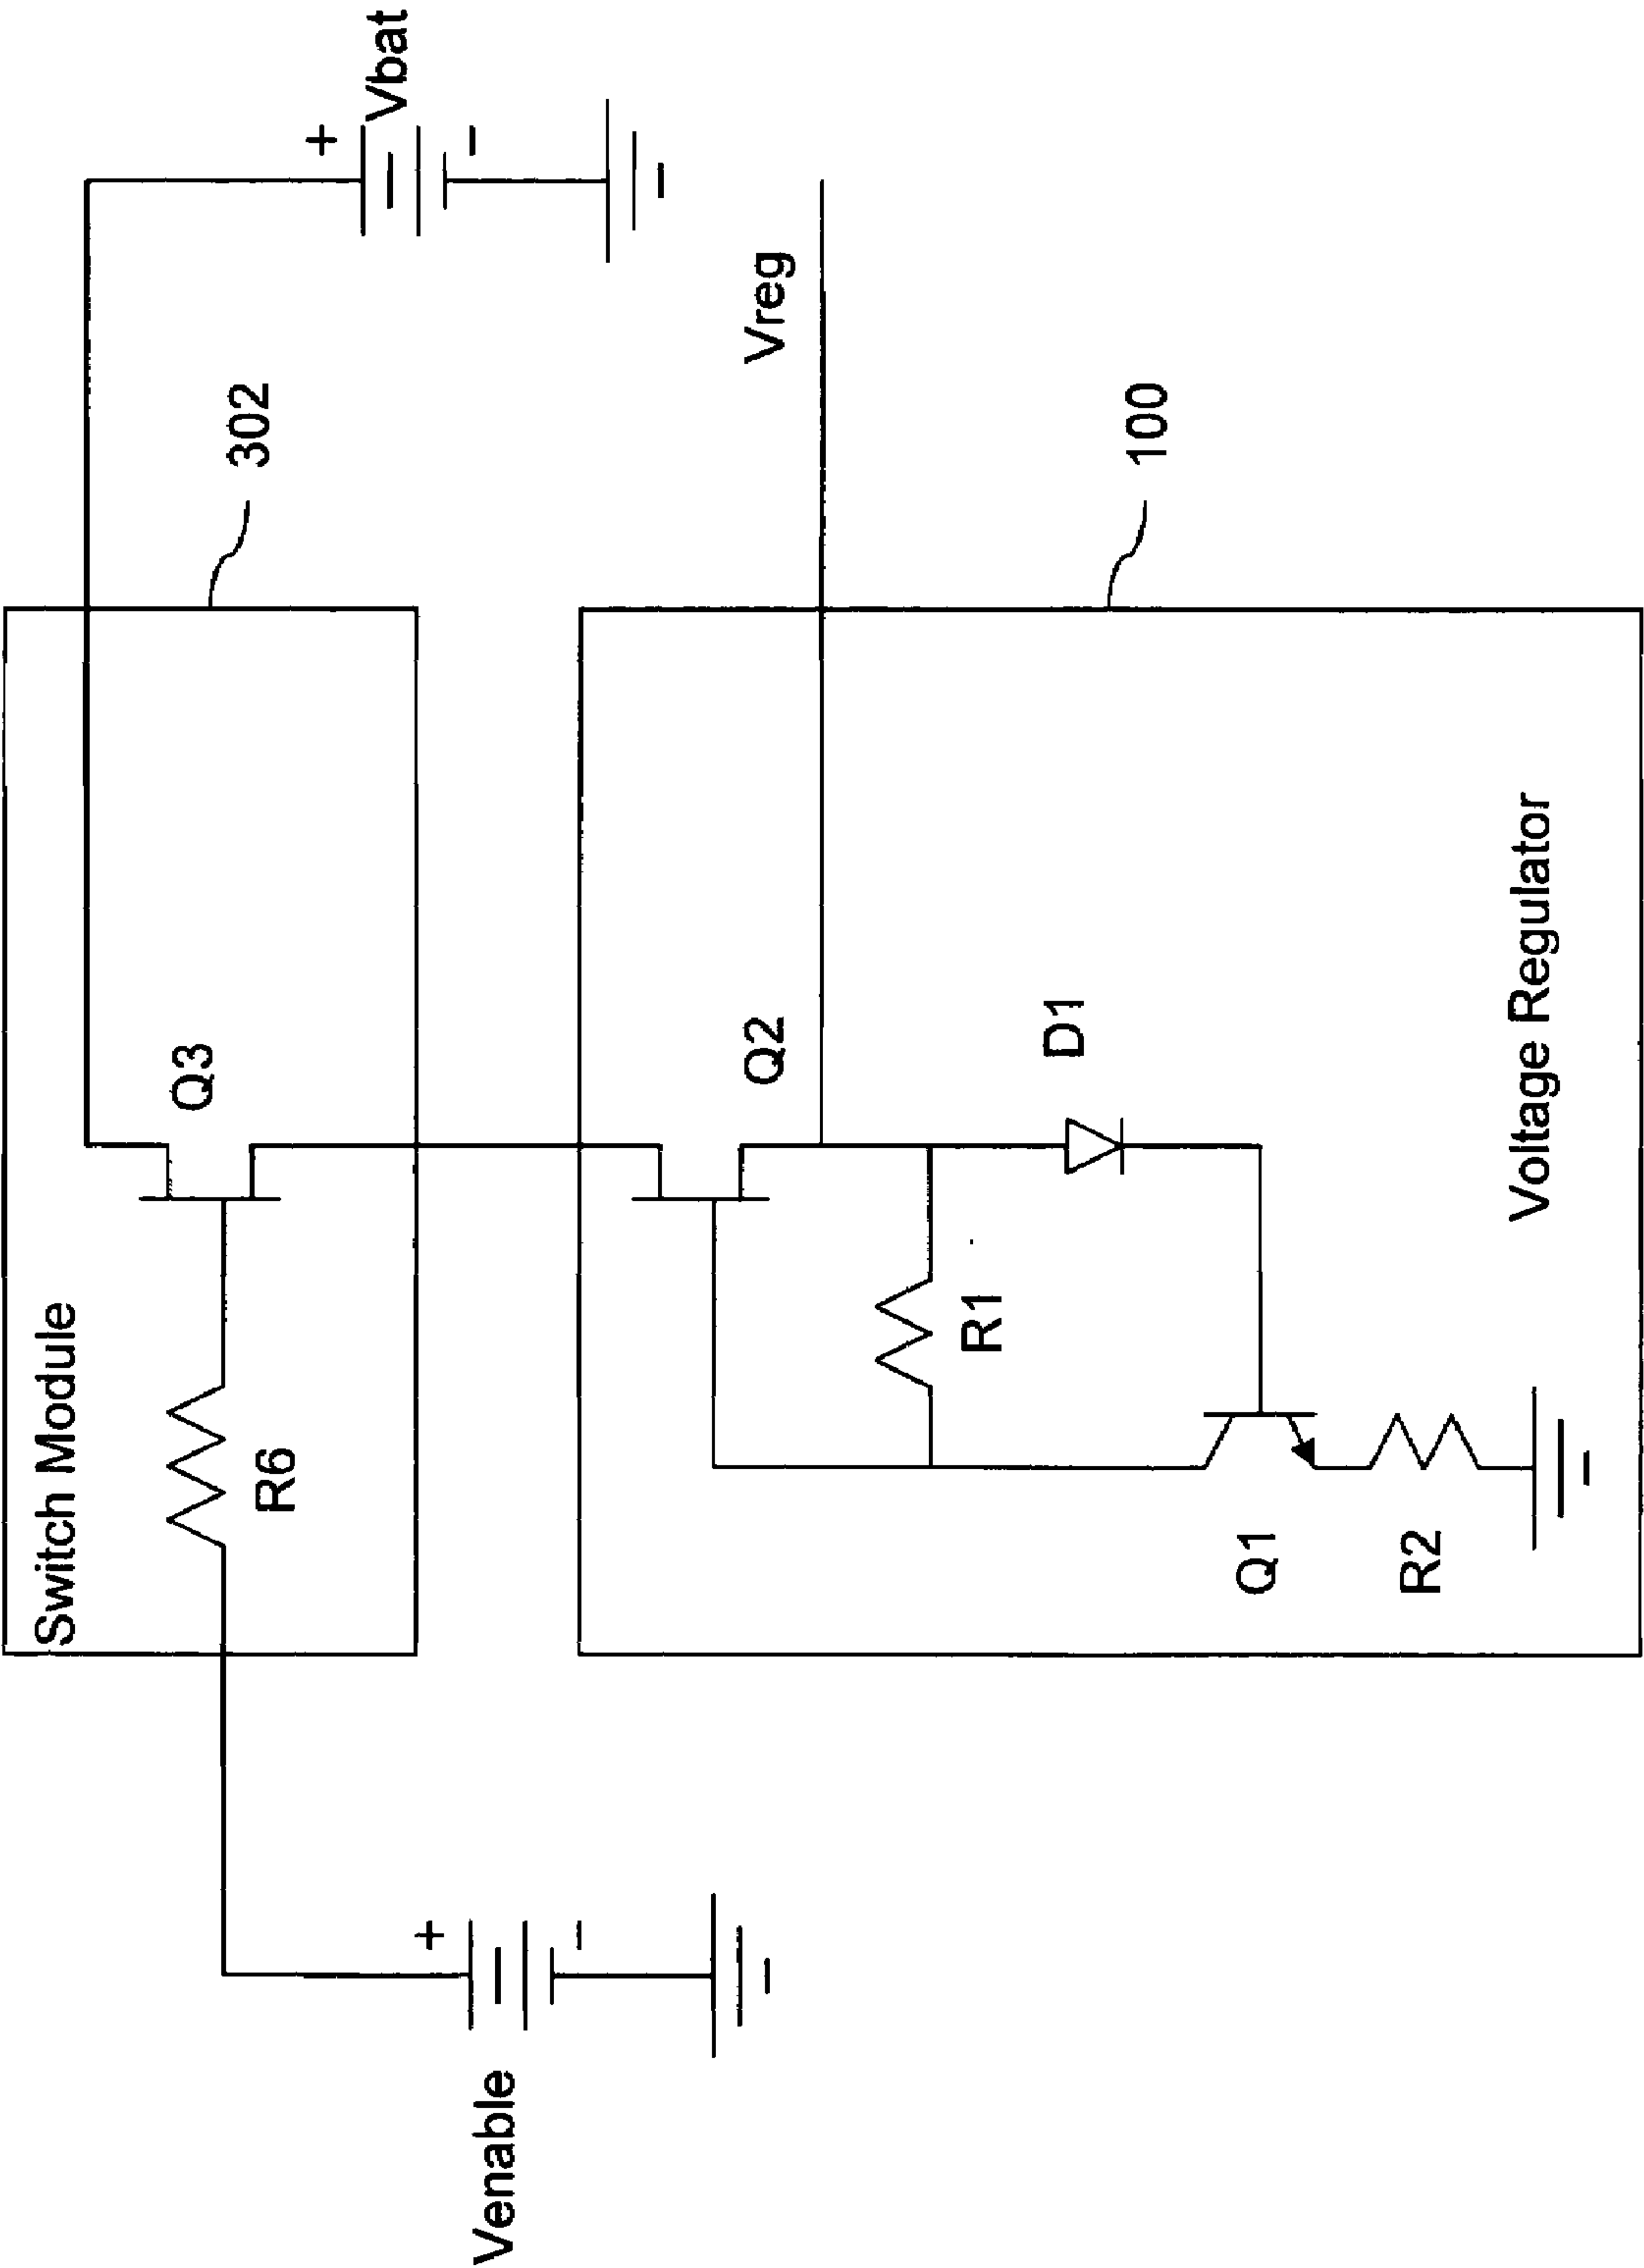 Switch Module
Q3
R6
302
+
Vbat
-
Venable
+
-
Q2
Vreg
R1
D1
100
Q1
R2
Voltage Regulator